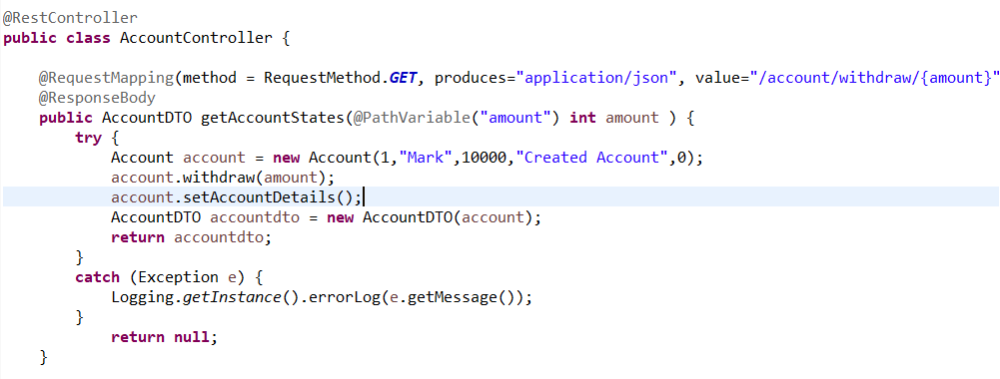 @RestController
public class AccountController {
@RequestMapping(method = RequestMethod.GET, produces="application/json", value="/account/withdraw/{amount}"
@ResponseBody
public AccountDTO getAccountStates(@PathVariable("amount") int amount ) {
try {
Account account = new Account(1,"Mark",10000,"Created Account",0);
account.withdraw(amount);
account.setAccountDetails();
AccountDTO accountdto = new AccountDTO(account);
return accountdto;
}
catch (Exception e) {
Logging.getInstance().errorLog(e.getMessage());
}
return null;
}